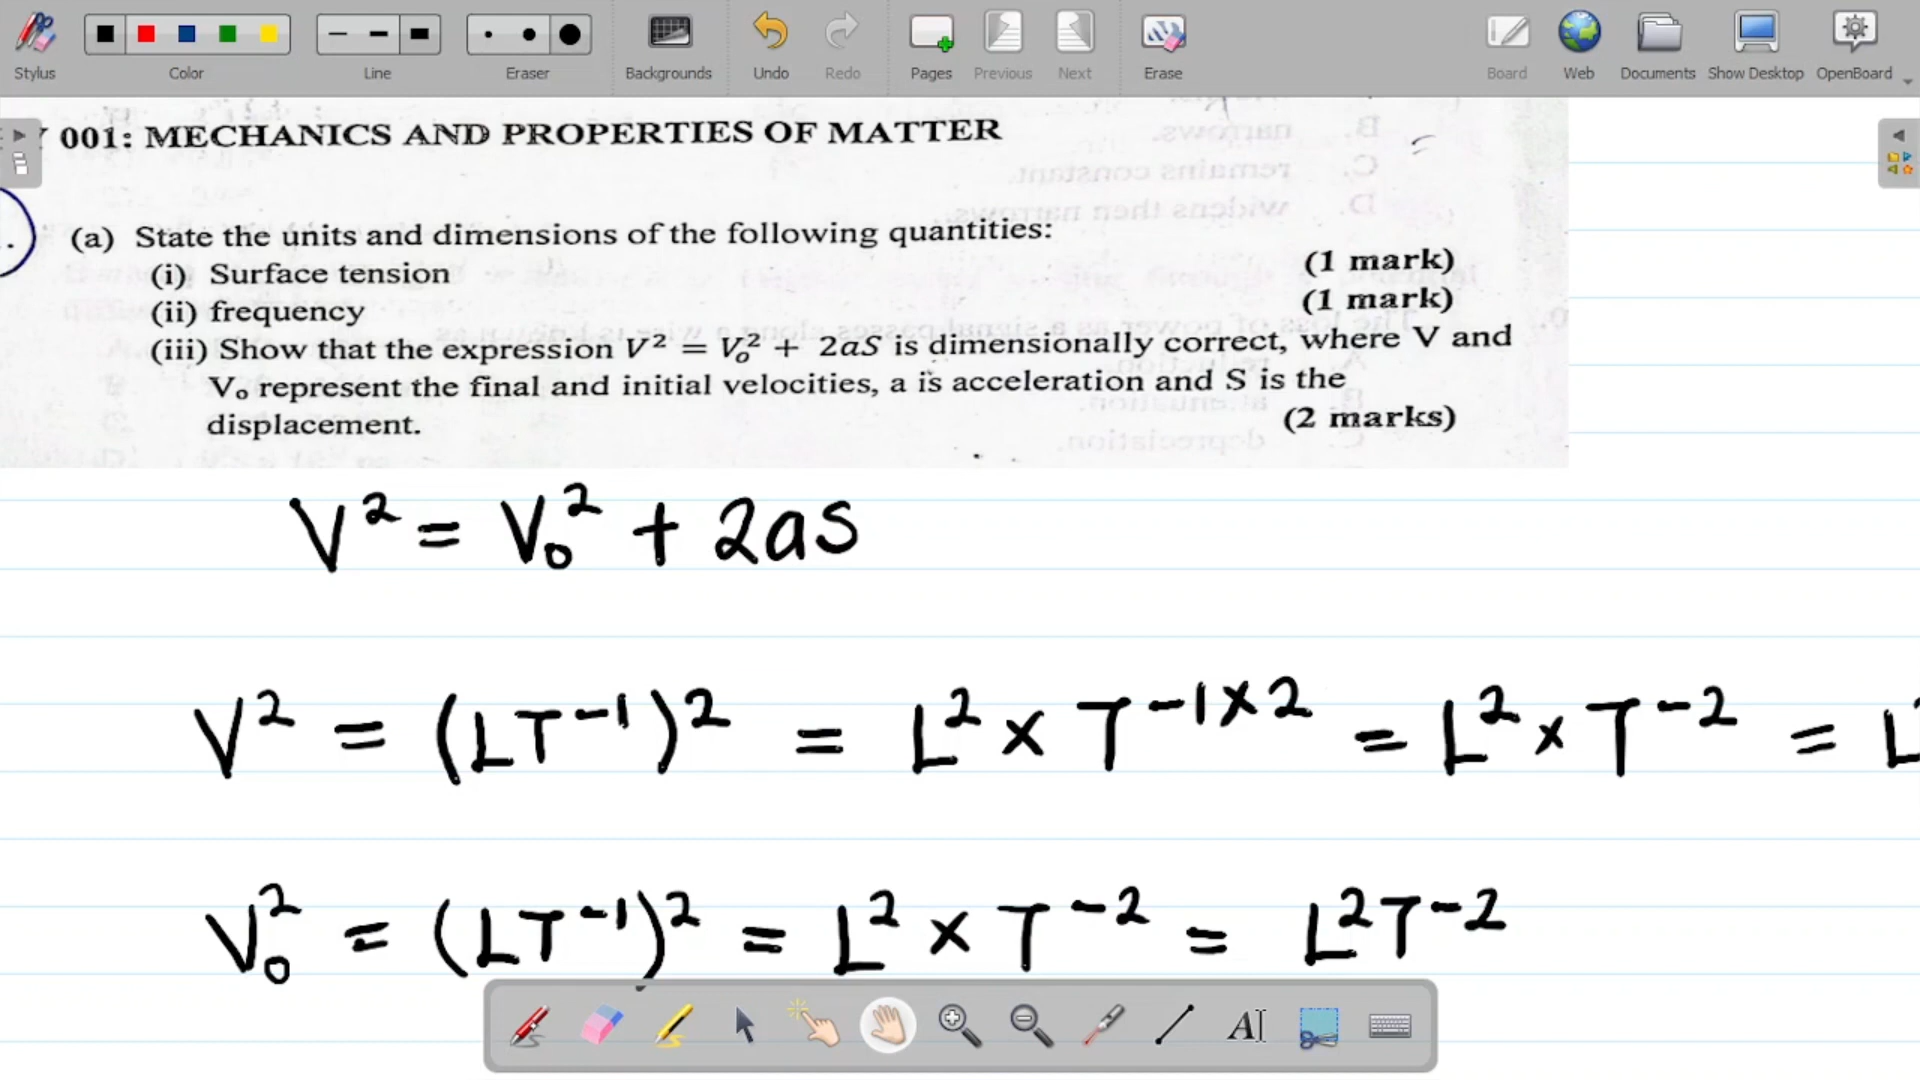 Stylus Color Line Eraser Backgrounds Undo Redo Pages Previous Next Erase Board Web Documents Show Desktop OpenBoard
001: MECHANICS AND PROPERTIES OF MATTER
(a) State the units and dimensions of the following quantities:
(i) Surface tension (1 mark)
(ii) frequency (1 mark)
(iii) Show that the expression V² = Vₒ² + 2aS is dimensionally correct, where V and
Vₒ represent the final and initial velocities, a is acceleration and S is the
displacement. (2 marks)
V² = V₀² + 2aS
V² = (LT⁻¹)² = L² × T⁻¹ˣ² = L² × T⁻² = L
V₀² = (LT⁻¹)² = L² × T⁻² = L²T⁻²